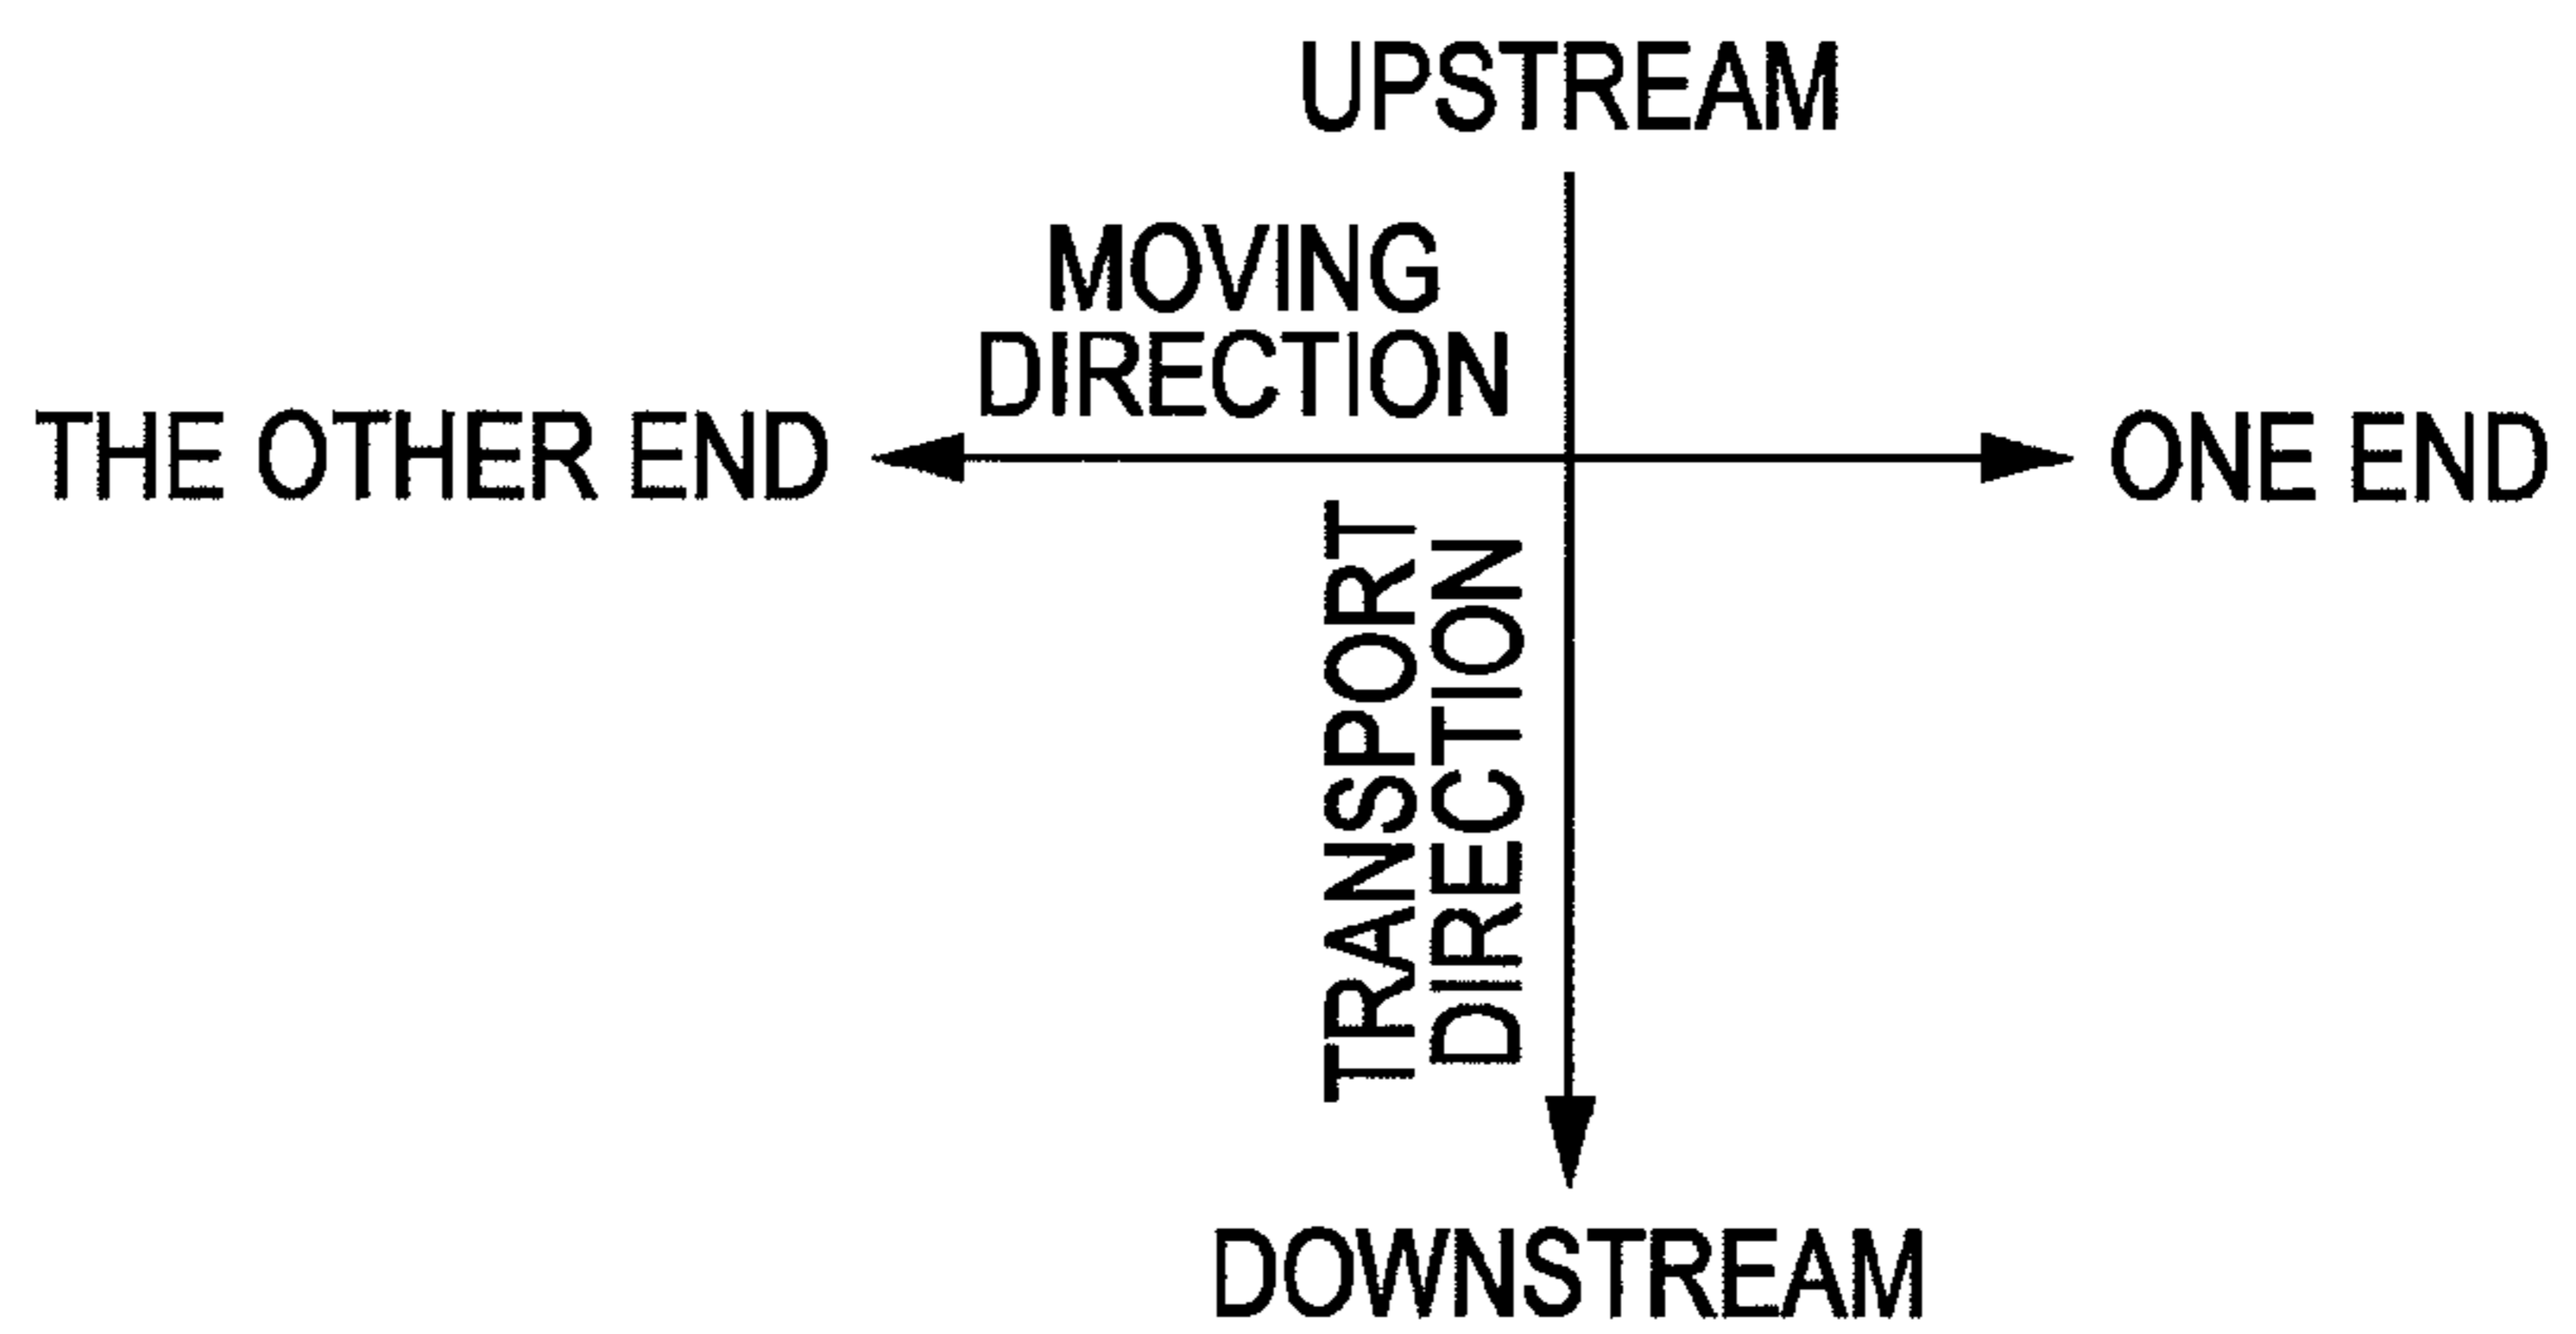 UPSTREAM
MOVING
DIRECTION
THE OTHER END
ONE END
TRANSPORT
DIRECTION
DOWNSTREAM